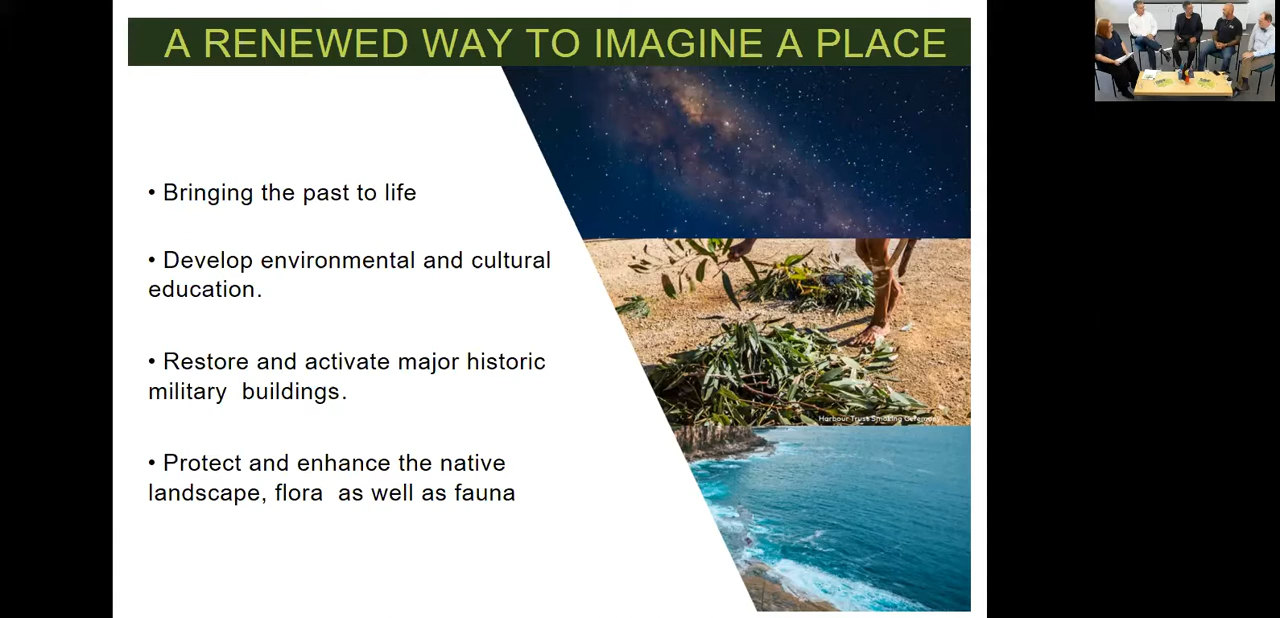 A RENEWED WAY TO IMAGINE A PLACE
• Bringing the past to life
• Develop environmental and cultural
education.
• Restore and activate major historic
military  buildings.
• Protect and enhance the native
landscape, flora  as well as fauna
Harbour Trust Smoking Ceremony